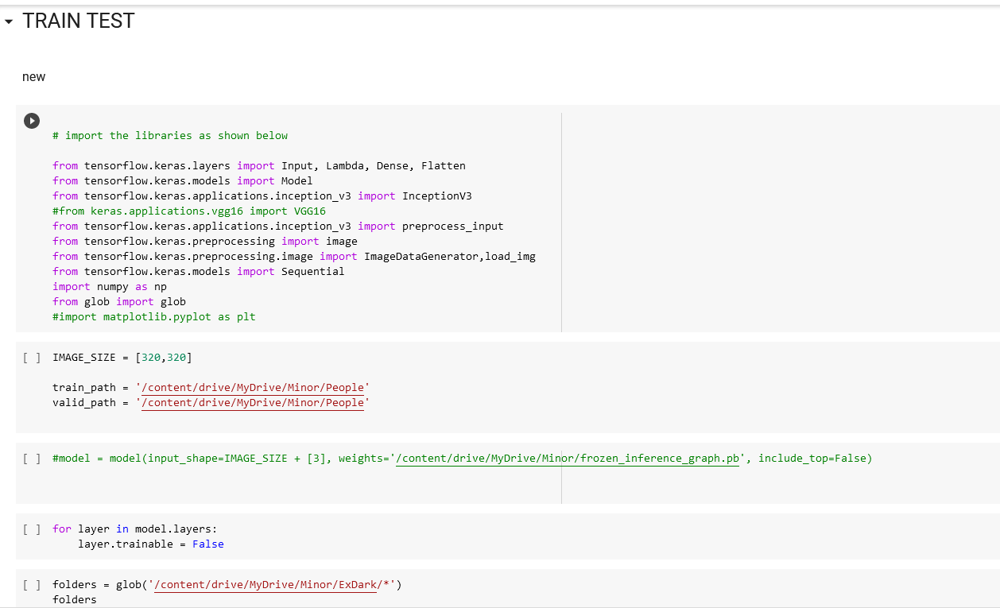 TRAIN TEST
new
# import the libraries as shown below
from tensorflow.keras.layers import Input, Lambda, Dense, Flatten
from tensorflow.keras.models import Model
from tensorflow.keras.applications.inception_v3 import InceptionV3
#from keras.applications.vgg16 import VGG16
from tensorflow.keras.applications.inception_v3 import preprocess_input
from tensorflow.keras.preprocessing import image
from tensorflow.keras.preprocessing.image import ImageDataGenerator,load_img
from tensorflow.keras.models import Sequential
import numpy as np
from glob import glob
#import matplotlib.pyplot as plt
[ ] IMAGE_SIZE = [320,320]
train_path = '/content/drive/MyDrive/Minor/People'
valid_path = '/content/drive/MyDrive/Minor/People'
[ ] #model = model(input_shape=IMAGE_SIZE + [3], weights='/content/drive/MyDrive/Minor/frozen_inference_graph.pb', include_top=False)
[ ] for layer in model.layers:
layer.trainable = False
[ ] folders = glob('/content/drive/MyDrive/Minor/ExDark/*')
folders